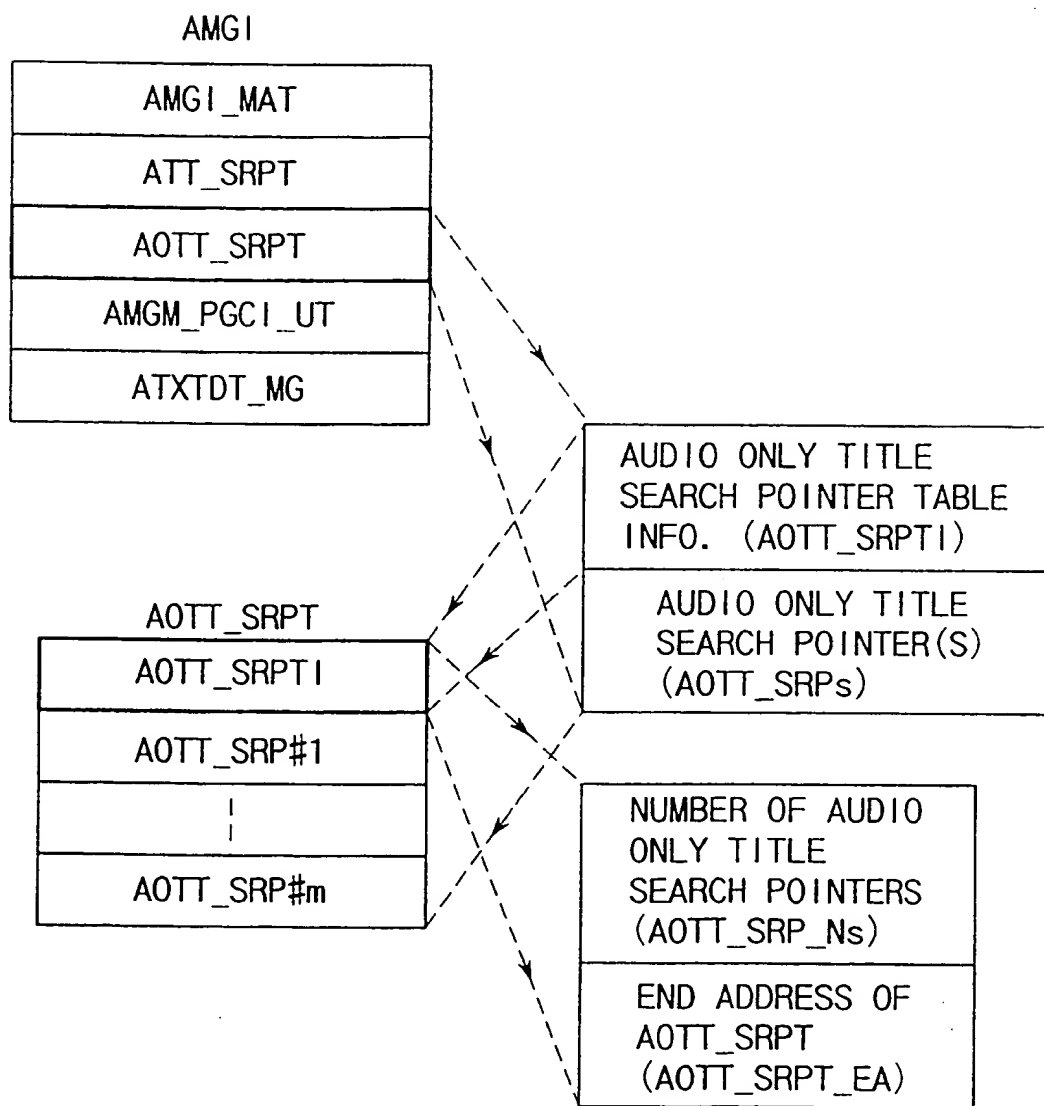 AMGI
AMGI_MAT
ATT_SRPT
AOTT_SRPT
AMGM_PGCI_UT
ATXTDT_MG
AUDIO ONLY TITLE
SEARCH POINTER TABLE
INFO. (AOTT_SRPTI)
AUDIO ONLY TITLE
SEARCH POINTER(S)
(AOTT_SRPs)
AOTT_SRPT
AOTT_SRPTI
AOTT_SRP#1
AOTT_SRP#m
NUMBER OF AUDIO
ONLY TITLE
SEARCH POINTERS
(AOTT_SRP_Ns)
END ADDRESS OF
AOTT_SRPT
(AOTT_SRPT_EA)